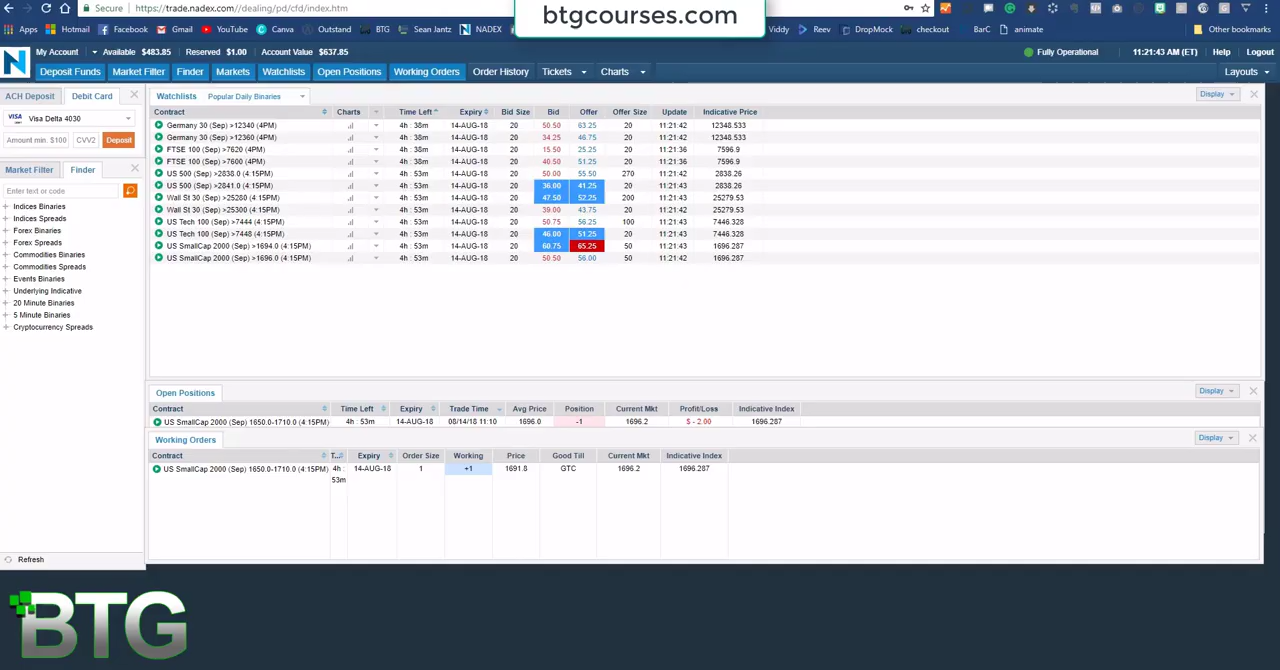 btgcourses.com
Secure https://trade.nadex.com/dealing/pd/cfd/index.htm
Apps Hotmail Facebook Gmail YouTube Canva Outstand BTG Sean Jantz NADEX Viddy Reev DropMock checkout BarC animate Other bookmarks
My Account Available $483.85 Reserved $1.00 Account Value $637.85 Fully Operational 11:21:43 AM (ET) Help Logout
Deposit Funds Market Filter Finder Markets Watchlists Open Positions Working Orders Order History Tickets Charts Layouts
ACH Deposit Debit Card
VISA Visa Delta 4030
Amount min. $100 CVV2 Deposit
Market Filter Finder
Enter text or code
Indices Binaries
Indices Spreads
Forex Binaries
Forex Spreads
Commodities Binaries
Commodities Spreads
Events Binaries
Underlying Indicative
20 Minute Binaries
5 Minute Binaries
Cryptocurrency Spreads
Refresh
Watchlists Popular Daily Binaries Display
Contract Charts Time Left Expiry Bid Size Bid Offer Offer Size Update Indicative Price
Germany 30 (Sep) >12340 (4PM) 4h : 38m 14-AUG-18 20 50.50 63.25 20 11:21:42 12348.533
Germany 30 (Sep) >12360 (4PM) 4h : 38m 14-AUG-18 20 34.25 46.75 20 11:21:42 12348.533
FTSE 100 (Sep) >7620 (4PM) 4h : 38m 14-AUG-18 20 15.50 25.25 20 11:21:36 7596.9
FTSE 100 (Sep) >7600 (4PM) 4h : 38m 14-AUG-18 20 40.50 51.25 20 11:21:36 7596.9
US 500 (Sep) >2838.0 (4:15PM) 4h : 53m 14-AUG-18 20 50.00 55.50 270 11:21:42 2838.26
US 500 (Sep) >2841.0 (4:15PM) 4h : 53m 14-AUG-18 20 36.00 41.25 20 11:21:43 2838.26
Wall St 30 (Sep) >25280 (4:15PM) 4h : 53m 14-AUG-18 20 47.50 52.25 200 11:21:43 25279.53
Wall St 30 (Sep) >25300 (4:15PM) 4h : 53m 14-AUG-18 20 39.00 43.75 20 11:21:42 25279.53
US Tech 100 (Sep) >7444 (4:15PM) 4h : 53m 14-AUG-18 20 50.75 56.25 100 11:21:43 7446.328
US Tech 100 (Sep) >7448 (4:15PM) 4h : 53m 14-AUG-18 20 46.00 51.25 20 11:21:43 7446.328
US SmallCap 2000 (Sep) >1694.0 (4:15PM) 4h : 53m 14-AUG-18 20 60.75 65.25 50 11:21:43 1696.287
US SmallCap 2000 (Sep) >1696.0 (4:15PM) 4h : 53m 14-AUG-18 20 50.50 56.00 50 11:21:42 1696.287
Open Positions Display
Contract Time Left Expiry Trade Time Avg Price Position Current Mkt Profit/Loss Indicative Index
US SmallCap 2000 (Sep) 1650.0-1710.0 (4:15PM) 4h : 53m 14-AUG-18 08/14/18 11:10 1696.0 -1 1696.2 $ - 2.00 1696.287
Working Orders Display
Contract T... Expiry Order Size Working Price Good Till Current Mkt Indicative Index
US SmallCap 2000 (Sep) 1650.0-1710.0 (4:15PM) 4h : 14-AUG-18 1 +1 1691.8 GTC 1696.2 1696.287
53m
BTG